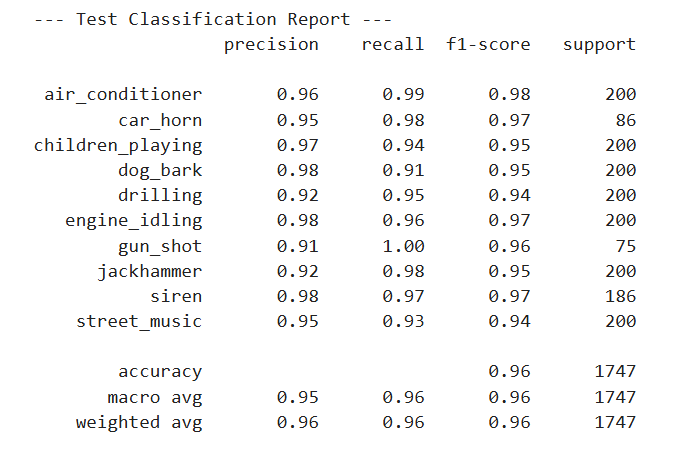 --- Test Classification Report ---
precision recall f1-score support
air_conditioner 0.96 0.99 0.98 200
car_horn 0.95 0.98 0.97 86
children_playing 0.97 0.94 0.95 200
dog_bark 0.98 0.91 0.95 200
drilling 0.92 0.95 0.94 200
engine_idling 0.98 0.96 0.97 200
gun_shot 0.91 1.00 0.96 75
jackhammer 0.92 0.98 0.95 200
siren 0.98 0.97 0.97 186
street_music 0.95 0.93 0.94 200
accuracy 0.96 1747
macro avg 0.95 0.96 0.96 1747
weighted avg 0.96 0.96 0.96 1747